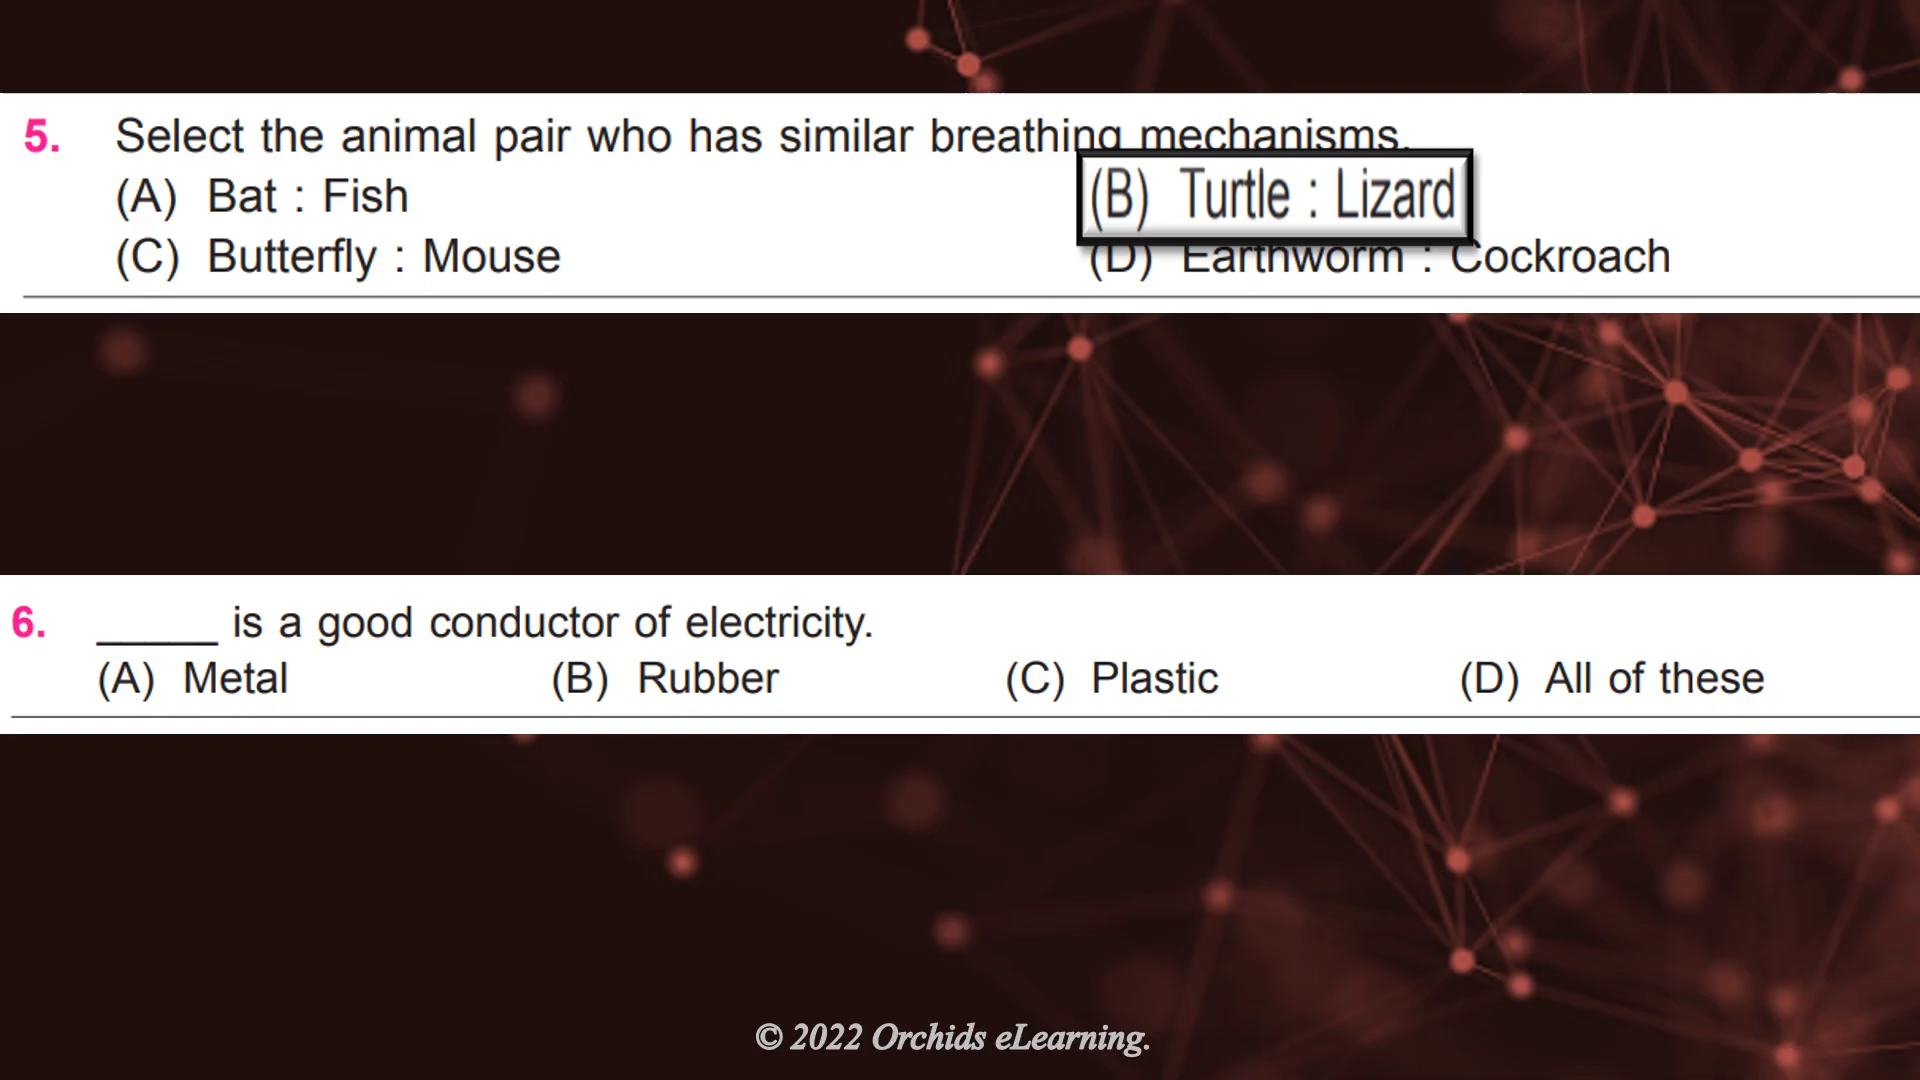 5. Select the animal pair who has similar breathing mechanisms.
(A) Bat : Fish (B) Turtle : Lizard
(C) Butterfly : Mouse (D) Earthworm : Cockroach
6. _____ is a good conductor of electricity.
(A) Metal (B) Rubber (C) Plastic (D) All of these
© 2022 Orchids eLearning.